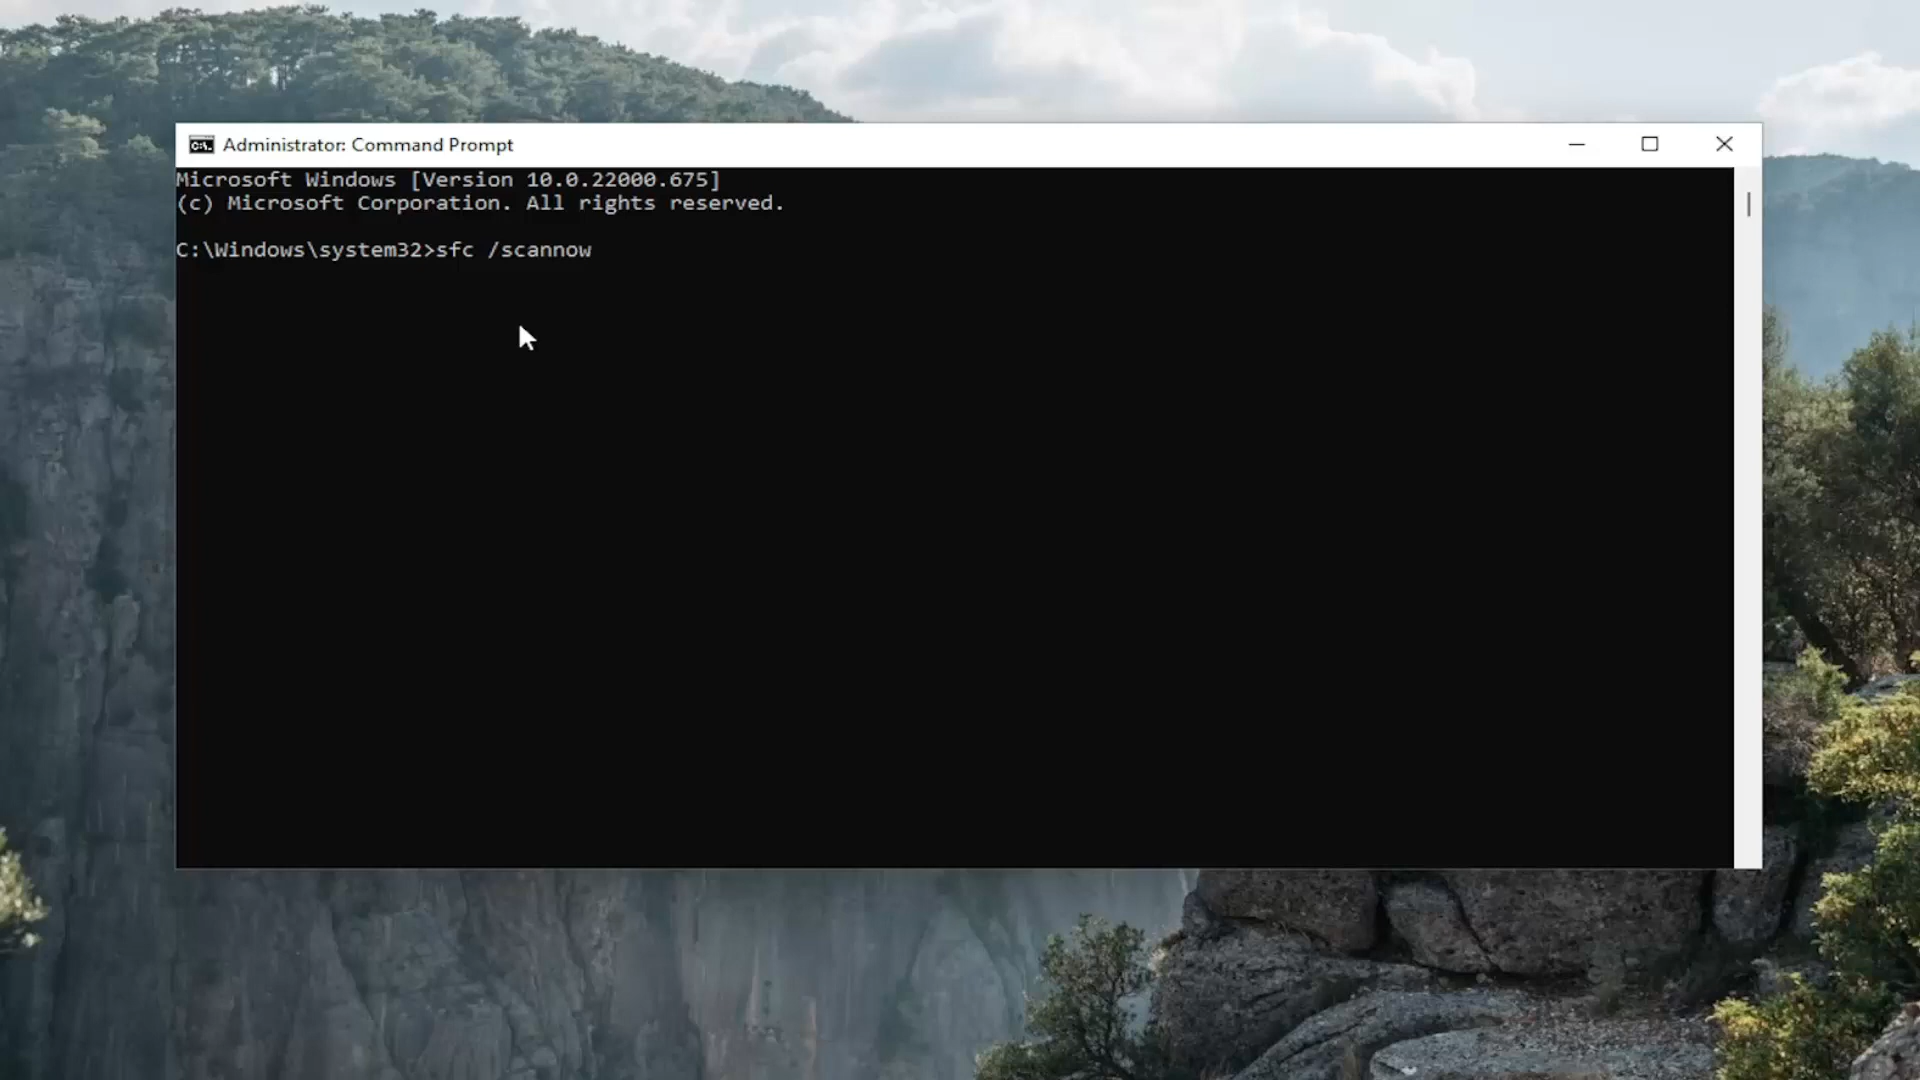 Administrator: Command Prompt
Microsoft Windows [Version 10.0.22000.675]
(c) Microsoft Corporation. All rights reserved.
C:\Windows\system32>sfc /scannow